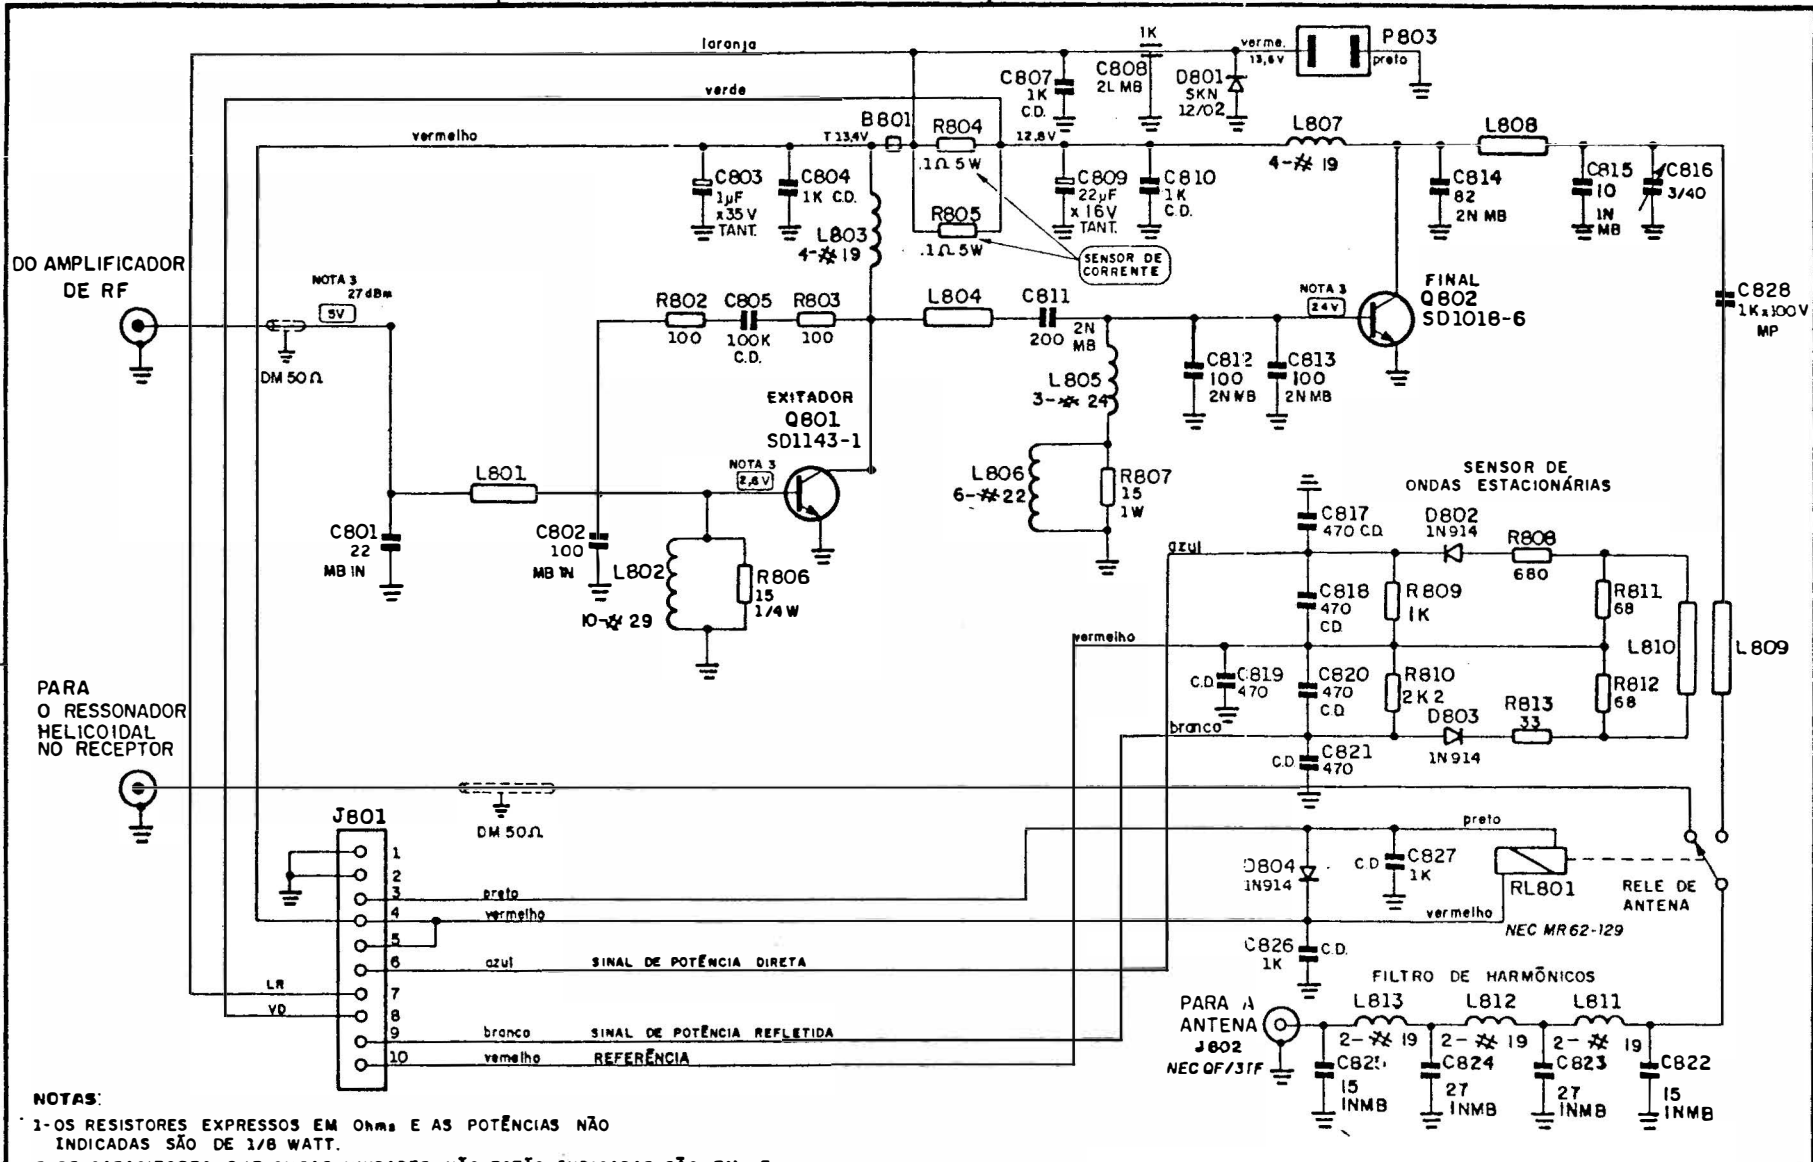 laranja
verde
vermelho
T 13,4V
B801
R804
.1Ω 5W
12,8V
R805
.1Ω 5W
SENSOR DE
CORRENTE
C807
1K
C.D.
1K
C808
2L MB
D801
SKN
12/02
verme.
13,6V
P803
preto
C803
1µF
x35V
TANT.
C804
1K C.D.
L803
4-# 19
C809
22µF
x 16V
TANT.
C810
1K
C.D.
L807
4-# 19
L808
C814
82
2N MB
C815
10
1N
MB
C816
3/40
DO AMPLIFICADOR
DE RF
NOTA 3
27dBm
5V
DM 50Ω
R802
100
C805
100K
C.D.
R803
100
L804
C811
200
2N
MB
NOTA 3
24V
FINAL
Q802
SD1018-6
C828
1Kx100V
MP
L805
3-# 24
C812
100
2N MB
C813
100
2N MB
EXITADOR
Q801
SD1143-1
NOTA 3
2,6V
L801
C801
22
MB 1N
C802
100
MB 1N
L802
10-# 29
R806
15
1/4W
L806
6-# 22
R807
15
1W
SENSOR DE
ONDAS ESTACIONÁRIAS
C817
470 C.D.
D802
1N914
R808
680
azul
C818
470
C.D.
R809
1K
R811
68
vermelho
L810
L809
C.D.
C819
470
C820
470
C.D.
R810
2K2
R812
68
branco
D803
1N914
R813
33
C.D.
C821
470
PARA
O RESSONADOR
HELICOIDAL
NO RECEPTOR
DM 50Ω
J801
1
2
3
4
5
6
7
8
9
10
preto
vermelho
azul
SINAL DE POTÊNCIA DIRETA
LR
VD
branco
SINAL DE POTÊNCIA REFLETIDA
vemelho
REFERÊNCIA
preto
D804
1N914
C.D
C827
1K
RL801
RELE DE
ANTENA
vermelho
NEC MR62-129
C826
1K
C.D.
FILTRO DE HARMÔNICOS
PARA A
ANTENA
J802
NEC QF/31F
L813
2-# 19
L812
2-# 19
L811
2-# 19
C825
15
1NMB
C824
27
1NMB
C823
27
1NMB
C822
15
1NMB
NOTAS:
1-OS RESISTORES EXPRESSOS EM Ohms E AS POTÊNCIAS NÃO
INDICADAS SÃO DE 1/8 WATT.